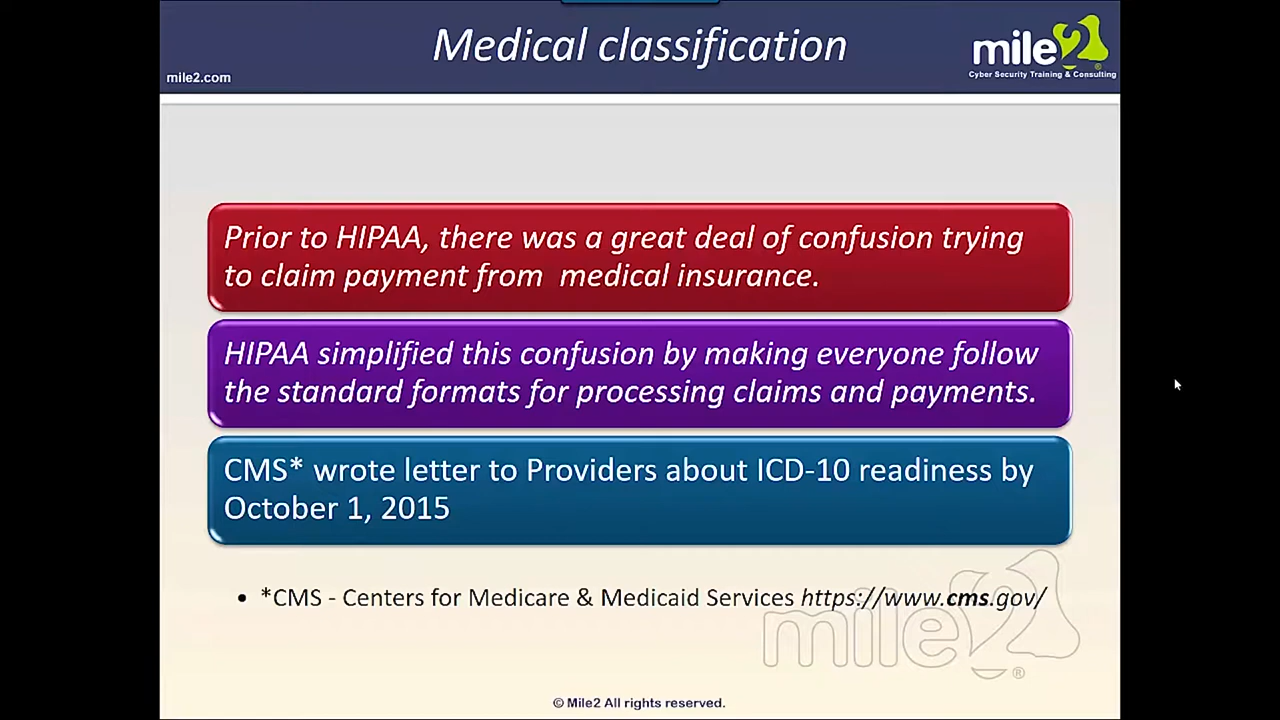 Medical classification
mile2
mile2.com
Cyber Security Training & Consulting
Prior to HIPAA, there was a great deal of confusion trying
to claim payment from  medical insurance.
HIPAA simplified this confusion by making everyone follow
the standard formats for processing claims and payments.
CMS* wrote letter to Providers about ICD-10 readiness by
October 1, 2015
• *CMS - Centers for Medicare & Medicaid Services https://www.cms.gov/
mile2®
© Mile2 All rights reserved.